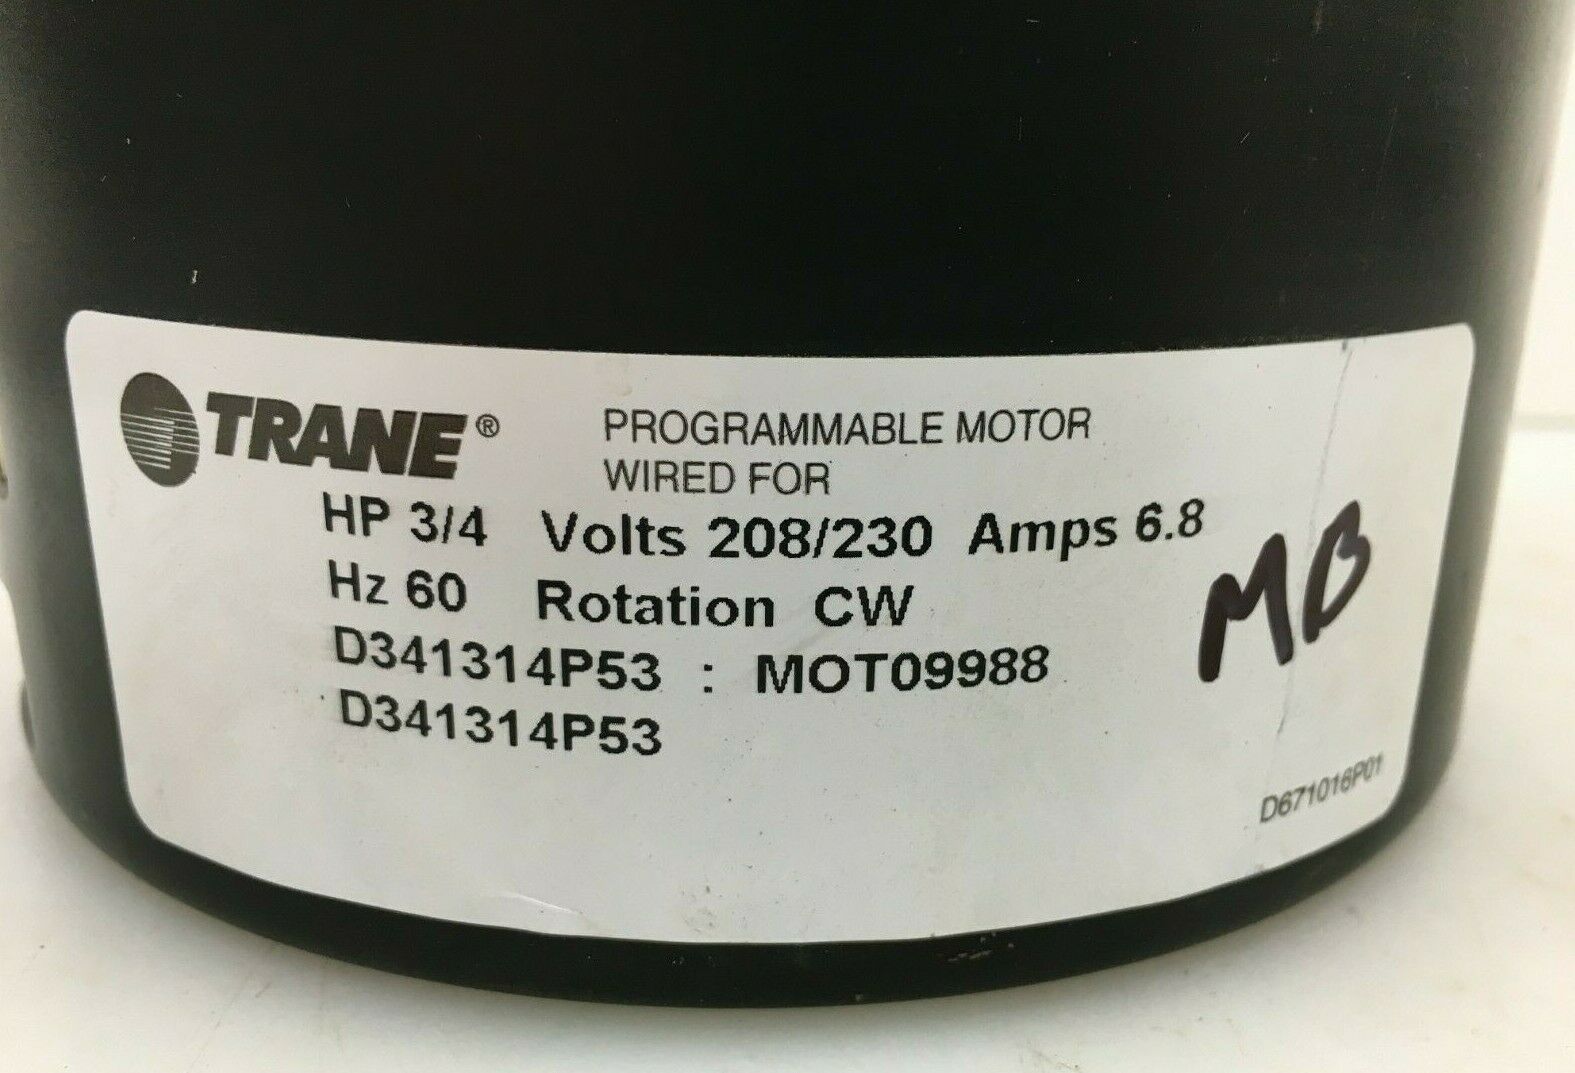 TRANE®
PROGRAMMABLE MOTOR
WIRED FOR
HP 3/4 Volts 208/230 Amps 6.8
Hz 60 Rotation CW
D341314P53 : MOT09988
D341314P53
MB
D671016P01